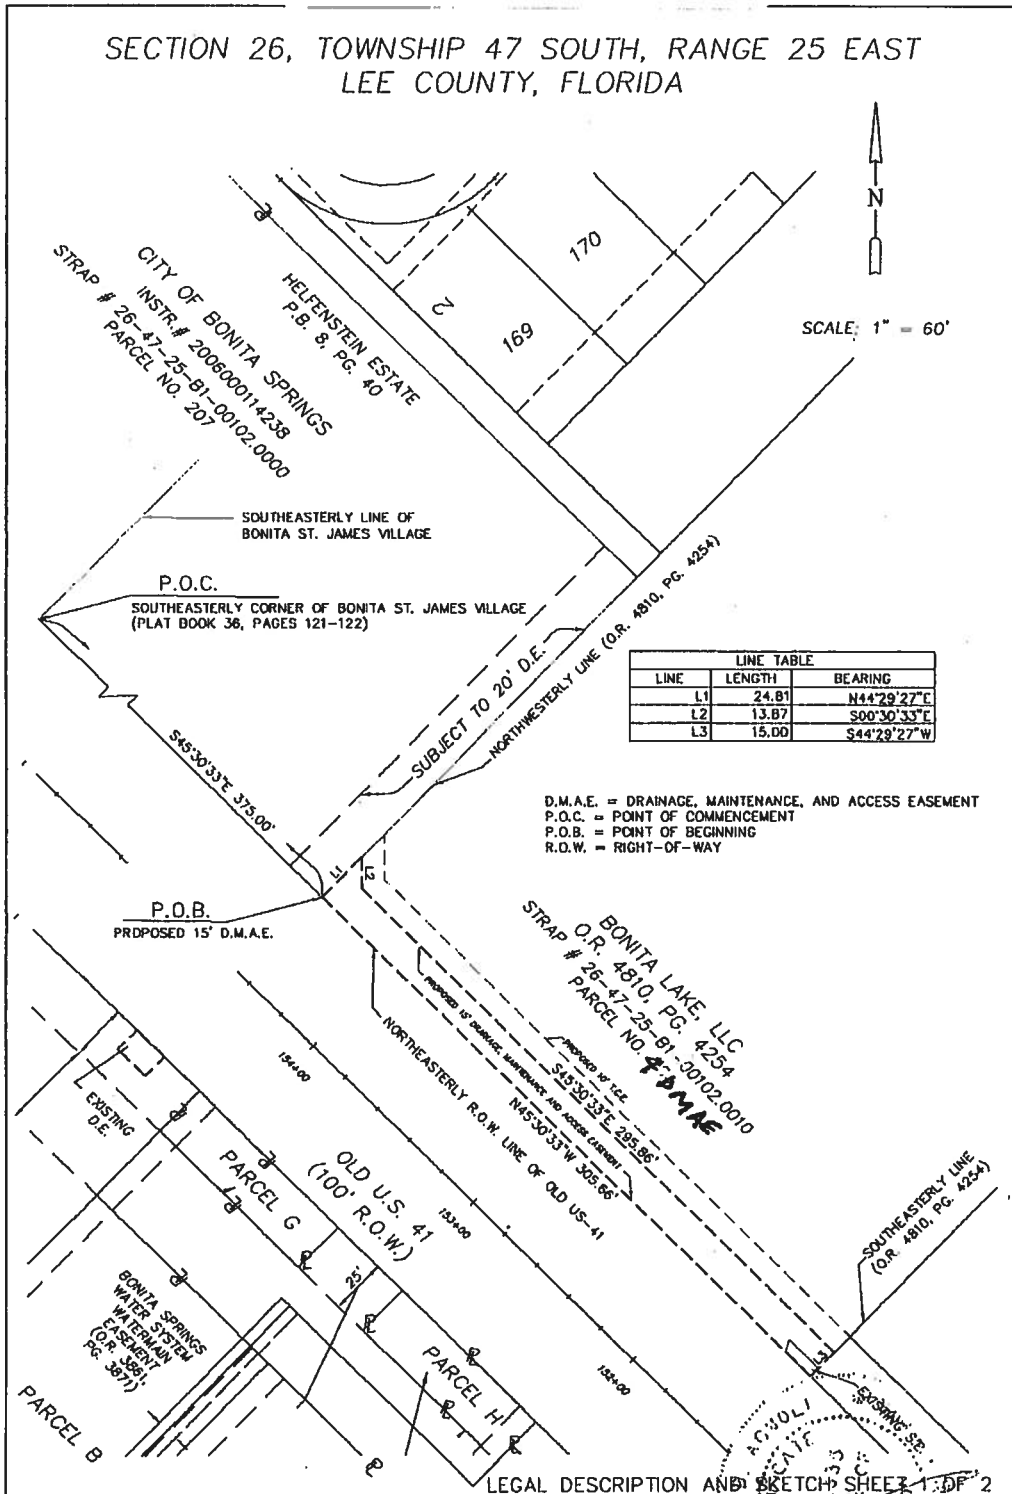 SECTION 26, TOWNSHIP 47 SOUTH, RANGE 25 EAST
LEE COUNTY, FLORIDA
N
SCALE: 1" = 60'
170
169
2
HELFENSTEIN ESTATE
P.B. 8, PG. 40
CITY OF BONITA SPRINGS
INSTR.# 2006000114238
STRAP # 26-47-25-B1-00102.0000
PARCEL NO. 207
SOUTHEASTERLY LINE OF
BONITA ST. JAMES VILLAGE
P.O.C.
SOUTHEASTERLY CORNER OF BONITA ST. JAMES VILLAGE
(PLAT BOOK 36, PAGES 121-122)
SUBJECT TO 20' D.E.
NORTHWESTERLY LINE (O.R. 4810, PG. 4254)
LINE TABLE
LINE LENGTH BEARING
L1 24.81 N44°29'27"E
L2 13.87 S00°30'33"E
L3 15.00 S44°29'27"W
S45°30'33"E 375.00'
D.M.A.E. = DRAINAGE, MAINTENANCE, AND ACCESS EASEMENT
P.O.C. = POINT OF COMMENCEMENT
P.O.B. = POINT OF BEGINNING
R.O.W. = RIGHT-OF-WAY
L1
L2
P.O.B.
PROPOSED 15' D.M.A.E.
BONITA LAKE, LLC
O.R. 4810, PG. 4254
STRAP # 26-47-25-B1-00102.0010
PARCEL NO.
DMAE
PROPOSED 10' T.C.E.
S45°30'33"E 295.86'
PROPOSED 15' DRAINAGE, MAINTENANCE AND ACCESS EASEMENT
N45°30'33"W 305.66'
NORTHEASTERLY R.O.W. LINE OF OLD US-41
154+00
153+00
152+00
OLD U.S. 41
(100' R.O.W.)
EXISTING
D.E.
PARCEL G
25'
PARCEL H
BONITA SPRINGS
WATER SYSTEM
WATERMAIN
EASEMENT
(O.R. 3861,
PG. 3871)
PARCEL B
SOUTHEASTERLY LINE
(O.R. 4810, PG. 4254)
L3
EXISTING S.E.
LEGAL DESCRIPTION AND SKETCH SHEET 1 OF 2